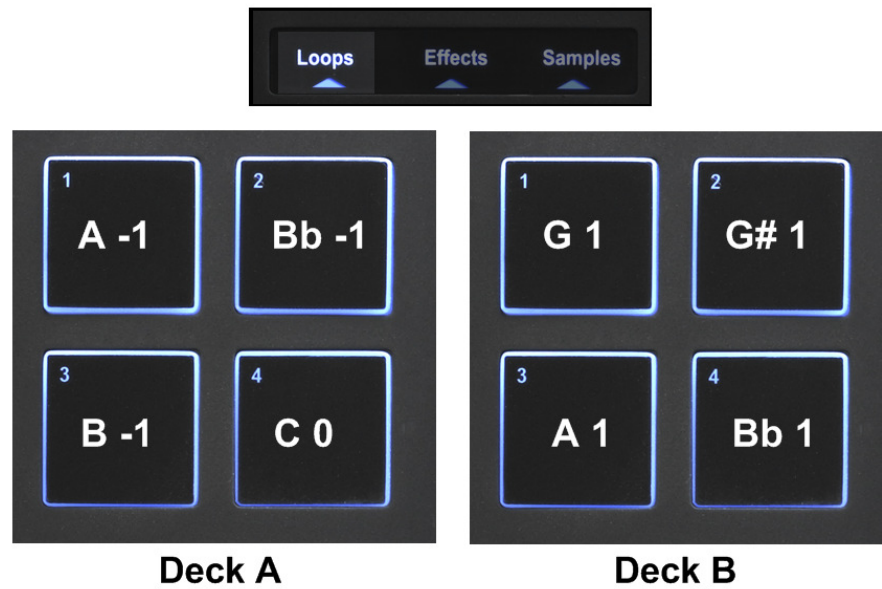 Loops Effects Samples
1 2
A -1 Bb -1
3 4
B -1 C 0
Deck A
1 2
G 1 G# 1
3 4
A 1 Bb 1
Deck B